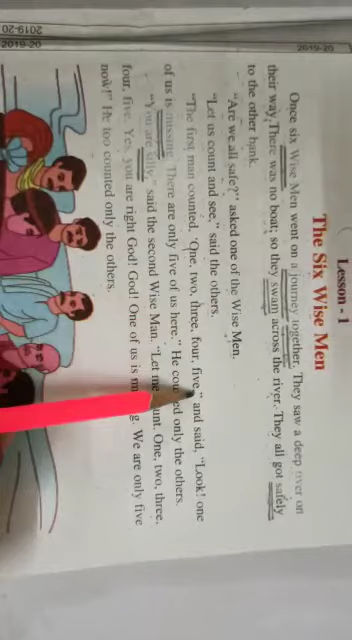 2019-20
2019-20
2019-20
Lesson - 1
The Six Wise Men
Once six Wise Men went on a journey together. They saw a deep river on
their way. There was no boat; so they swam across the river. They all got safely
to the other bank.
"Are we all safe?" asked one of the Wise Men.
"Let us count and see," said the others.
"The first man counted, 'One, two, three, four, five," and said, "Look! one
of us is missing. There are only five of us here." He cou ed only the others.
"You are silly," said the second Wise Man. "Let me unt. One, two, three,
four, five. Yes, you are right God! God! One of us is m g. We are only five
now!" He too counted only the others.